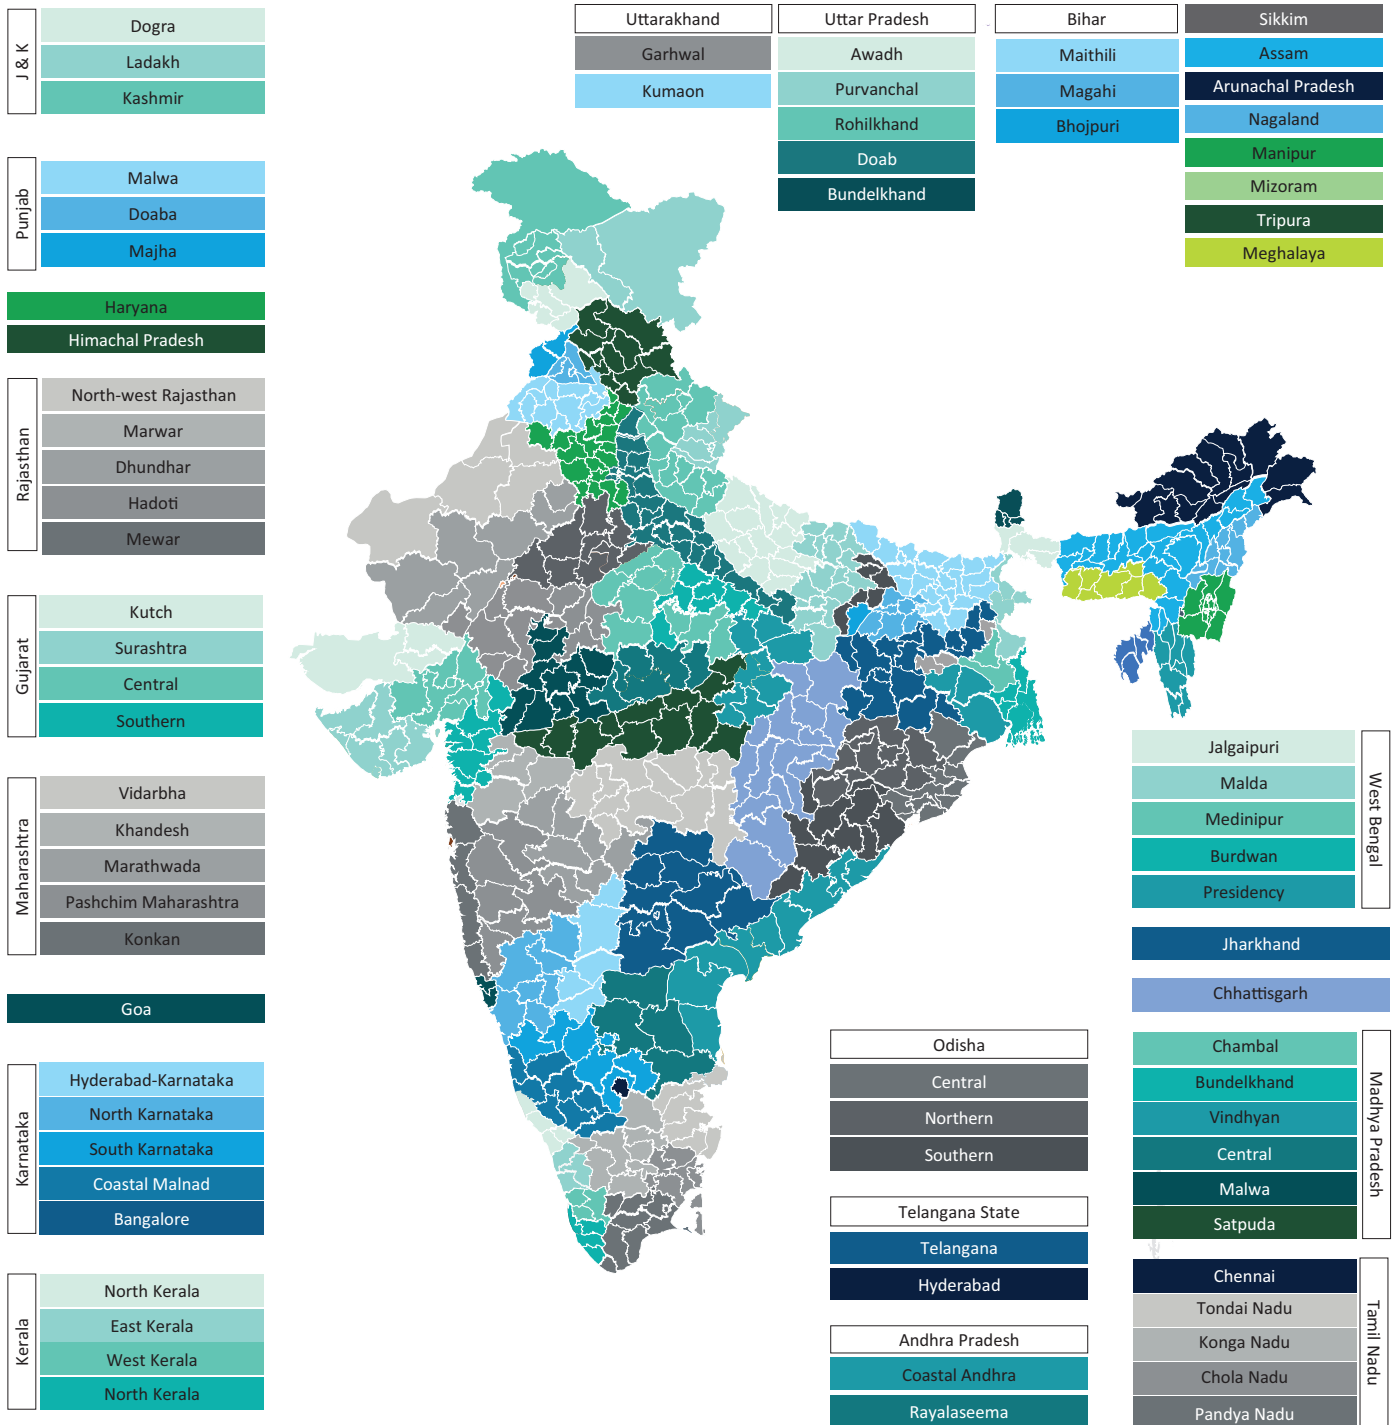 J & K
Dogra
Ladakh
Kashmir
Punjab
Malwa
Doaba
Majha
Haryana
Himachal Pradesh
Rajasthan
North-west Rajasthan
Marwar
Dhundhar
Hadoti
Mewar
Gujarat
Kutch
Surashtra
Central
Southern
Maharashtra
Vidarbha
Khandesh
Marathwada
Pashchim Maharashtra
Konkan
Goa
Karnataka
Hyderabad-Karnataka
North Karnataka
South Karnataka
Coastal Malnad
Bangalore
Kerala
North Kerala
East Kerala
West Kerala
North Kerala
Uttarakhand
Garhwal
Kumaon
Uttar Pradesh
Awadh
Purvanchal
Rohilkhand
Doab
Bundelkhand
Bihar
Maithili
Magahi
Bhojpuri
Sikkim
Assam
Arunachal Pradesh
Nagaland
Manipur
Mizoram
Tripura
Meghalaya
West Bengal
Jalgaipuri
Malda
Medinipur
Burdwan
Presidency
Jharkhand
Chhattisgarh
Odisha
Central
Northern
Southern
Telangana State
Telangana
Hyderabad
Andhra Pradesh
Coastal Andhra
Rayalaseema
Madhya Pradesh
Chambal
Bundelkhand
Vindhyan
Central
Malwa
Satpuda
Tamil Nadu
Chennai
Tondai Nadu
Konga Nadu
Chola Nadu
Pandya Nadu